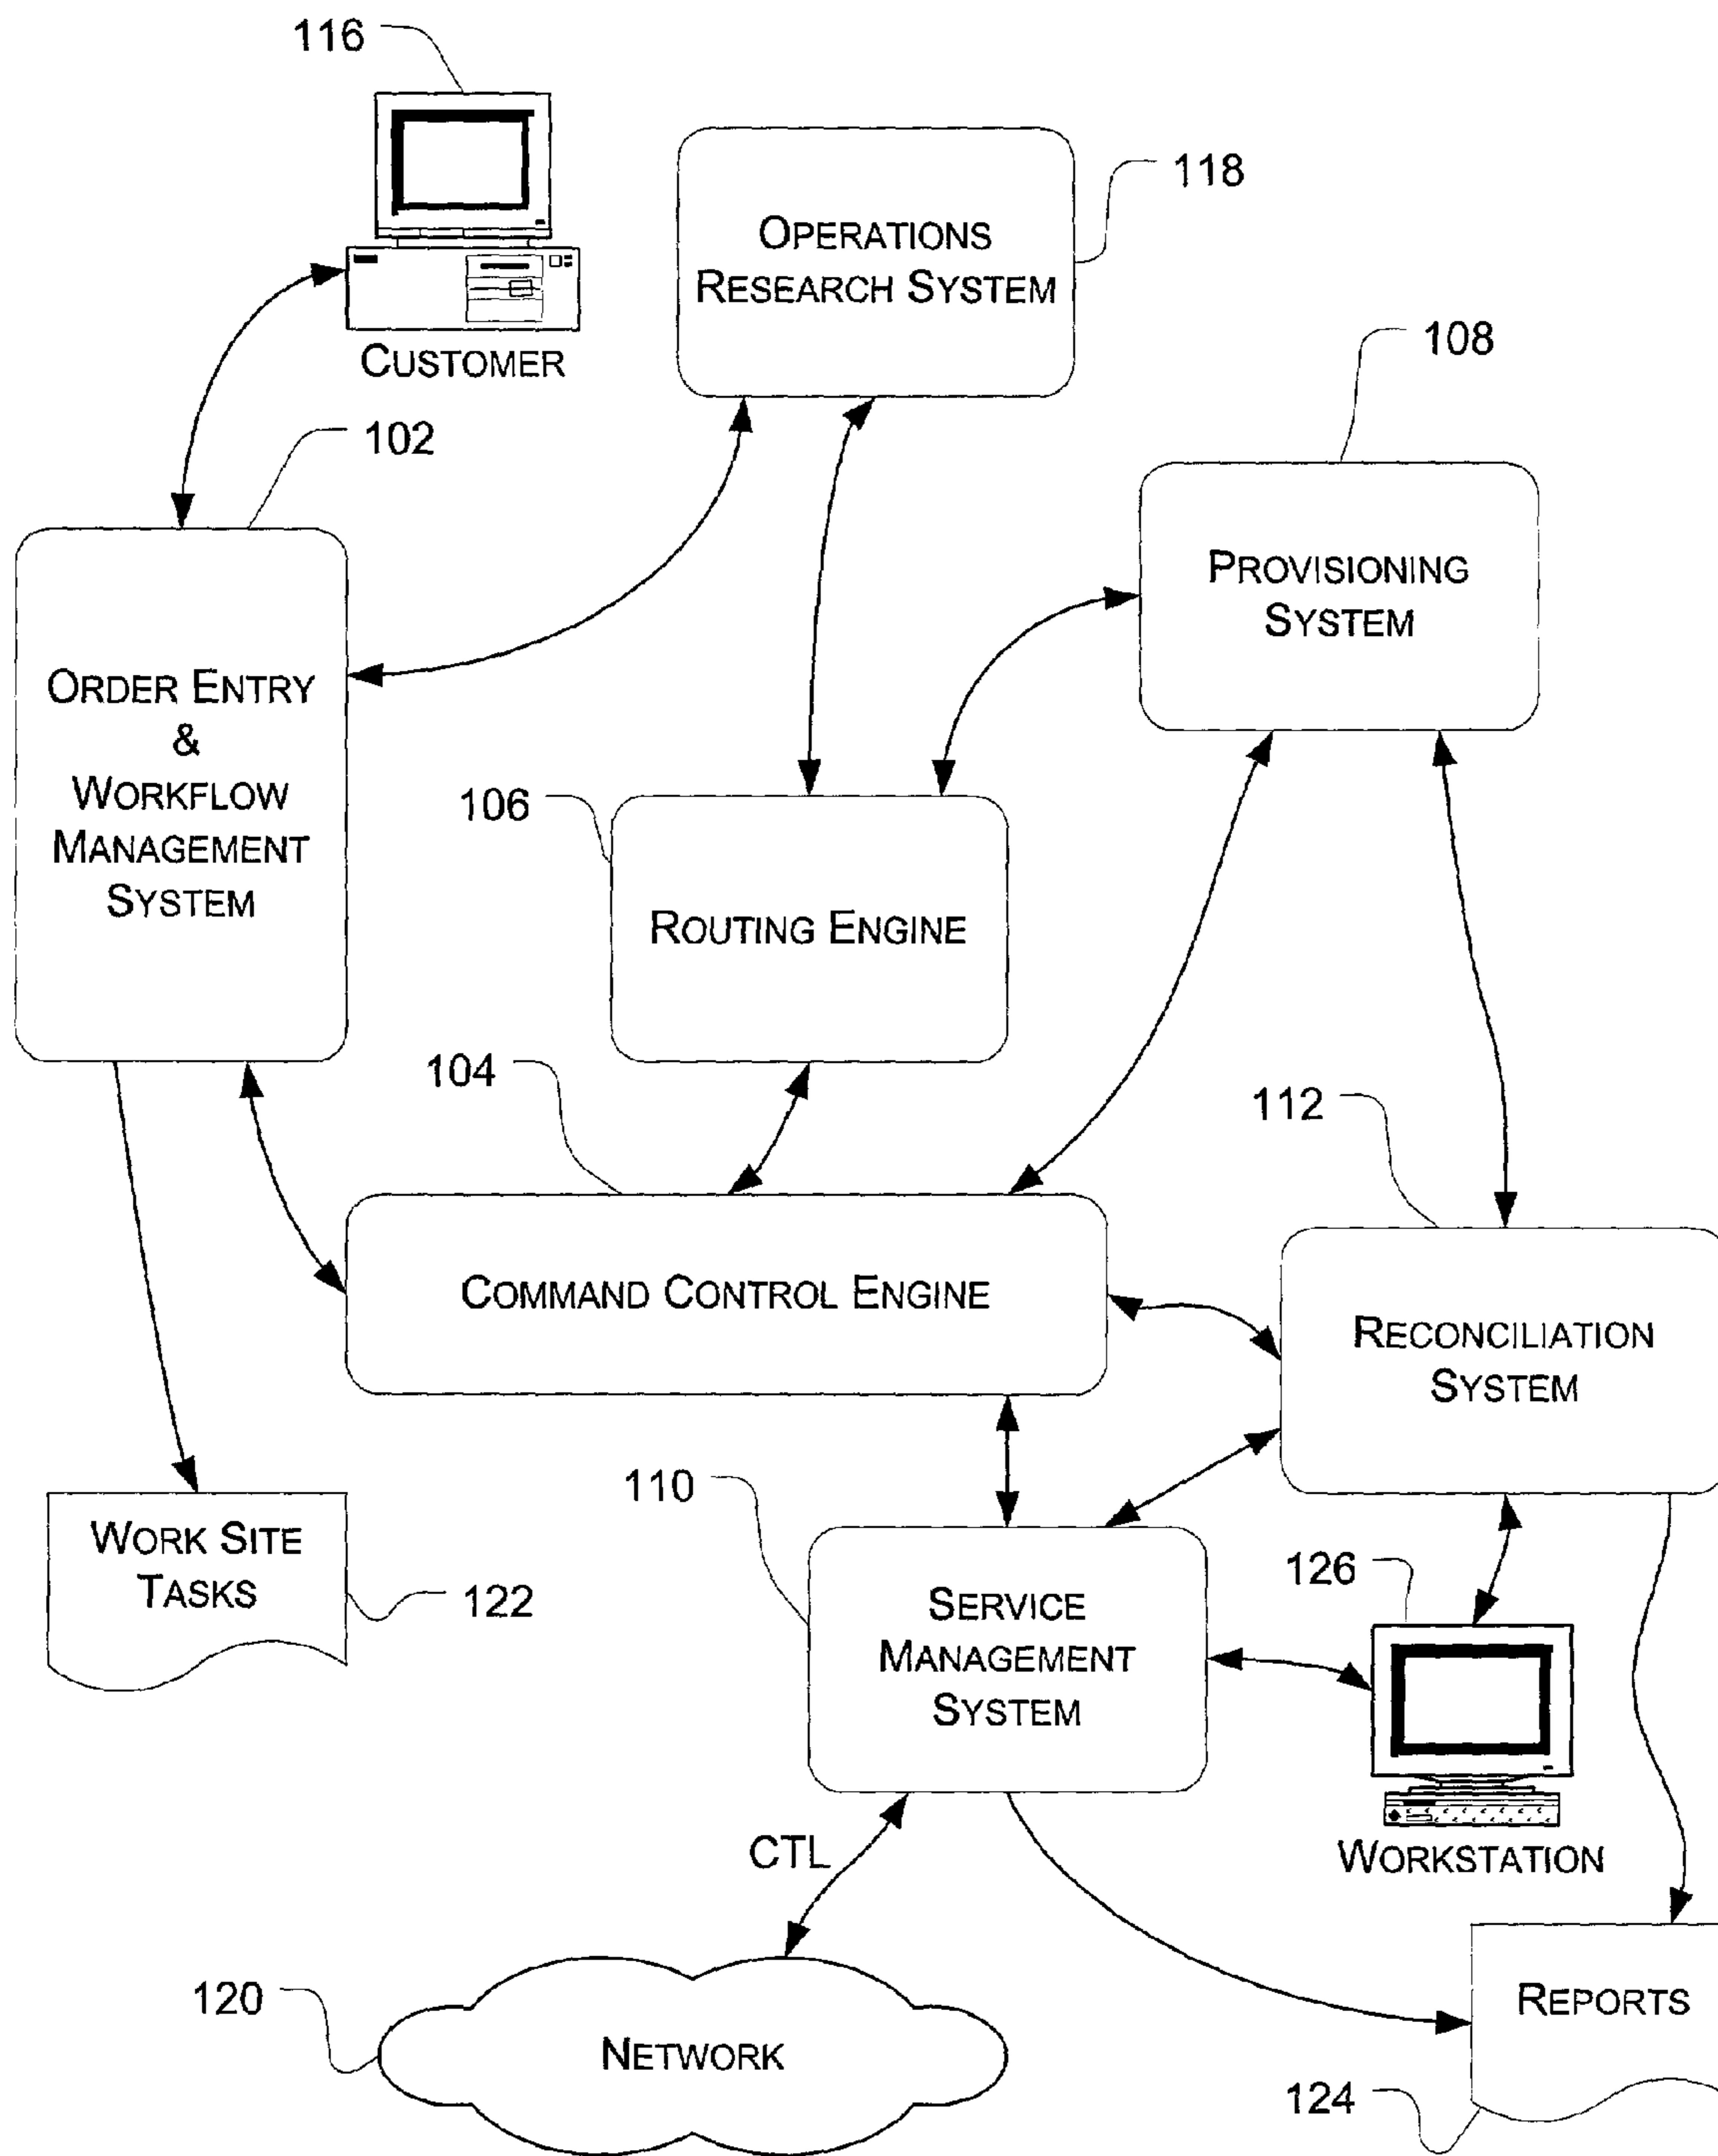 116
CUSTOMER
OPERATIONS
RESEARCH SYSTEM
118
108
102
PROVISIONING
SYSTEM
ORDER ENTRY
&
WORKFLOW
MANAGEMENT
SYSTEM
106
ROUTING ENGINE
104
112
COMMAND CONTROL ENGINE
RECONCILIATION
SYSTEM
WORK SITE
TASKS
122
110
SERVICE
MANAGEMENT
SYSTEM
126
WORKSTATION
CTL
120
NETWORK
REPORTS
124